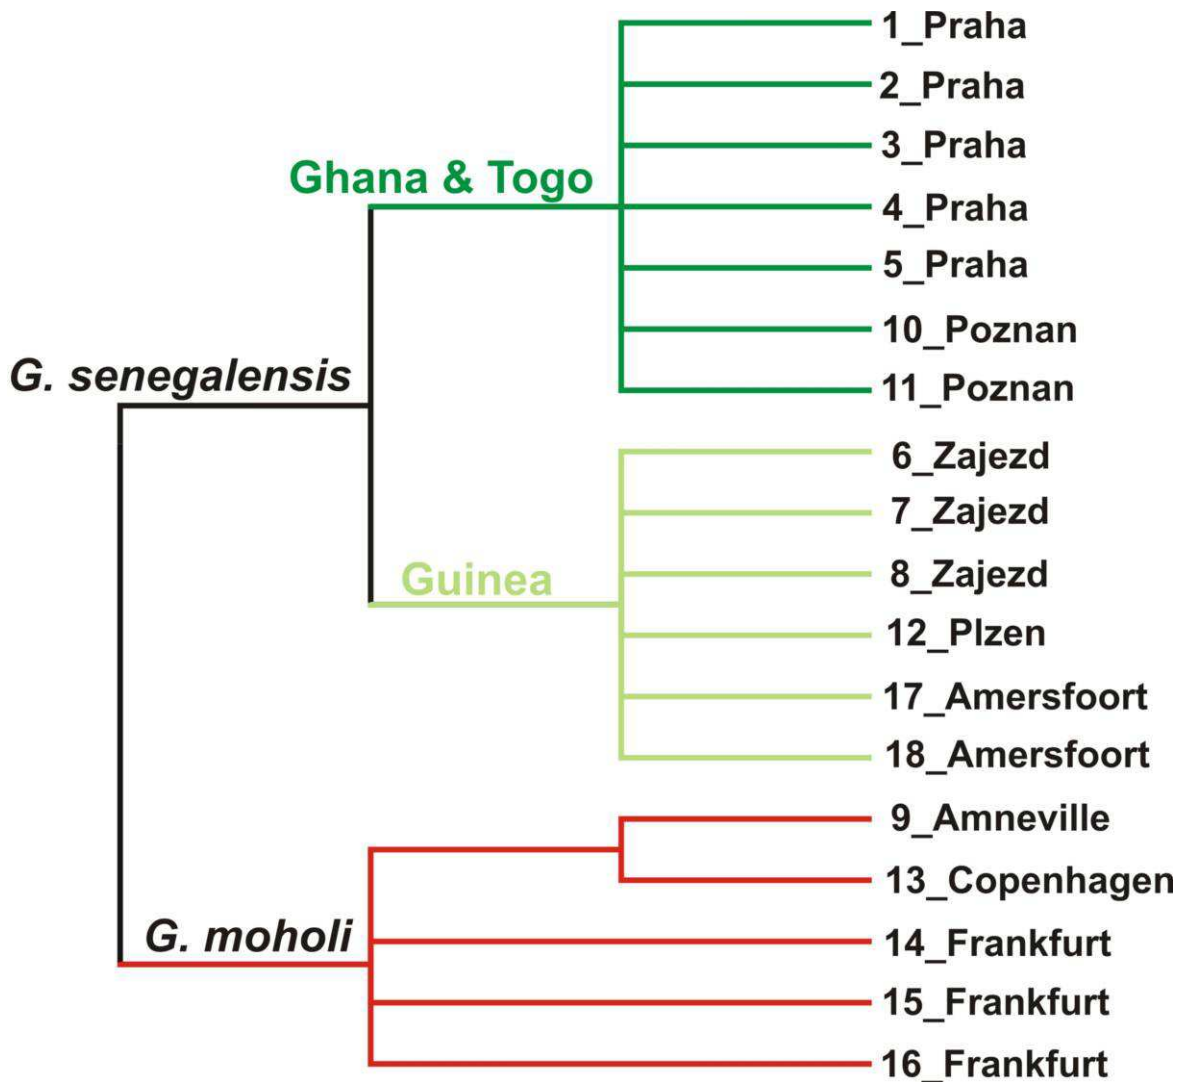 1_Praha
2_Praha
3_Praha
Ghana & Togo
4_Praha
5_Praha
10_Poznan
G. senegalensis
11_Poznan
6_Zajezd
7_Zajezd
8_Zajezd
Guinea
12_Plzen
17_Amersfoort
18_Amersfoort
9_Amneville
13_Copenhagen
G. moholi
14_Frankfurt
15_Frankfurt
16_Frankfurt